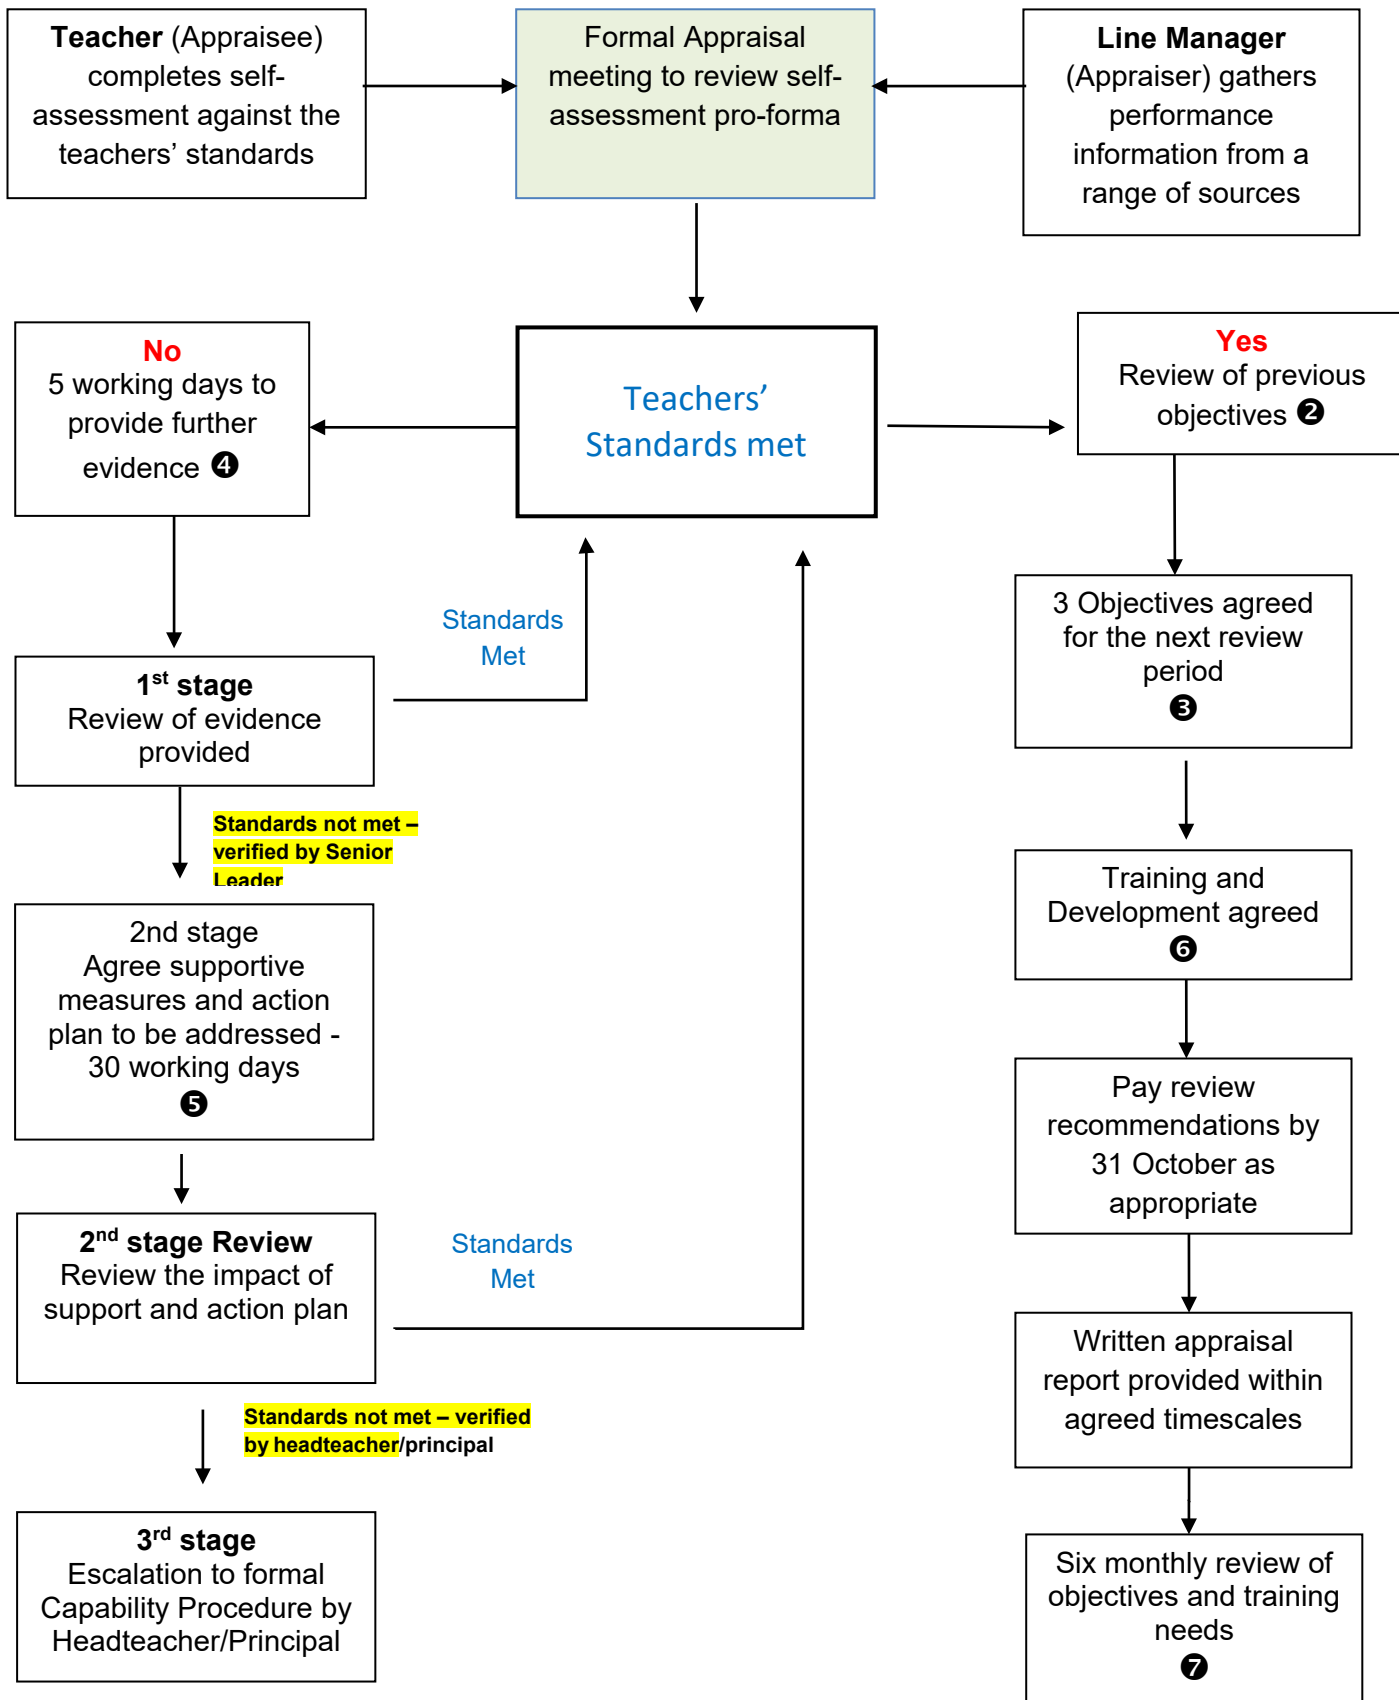 Teacher (Appraisee)
completes self-
assessment against the
teachers’ standards
Formal Appraisal
meeting to review self-
assessment pro-forma
Line Manager
(Appraiser) gathers
performance
information from a
range of sources
No
5 working days to
provide further
evidence ❹
Teachers’
Standards met
Yes
Review of previous
objectives ❷
Standards
Met
1st stage
Review of evidence
provided
3 Objectives agreed
for the next review
period
❸
Standards not met –
verified by Senior
Leader
Training and
Development agreed
❻
2nd stage
Agree supportive
measures and action
plan to be addressed -
30 working days
❺
Pay review
recommendations by
31 October as
appropriate
2nd stage Review
Review the impact of
support and action plan
Standards
Met
Written appraisal
report provided within
agreed timescales
Standards not met – verified
by headteacher/principal
3rd stage
Escalation to formal
Capability Procedure by
Headteacher/Principal
Six monthly review of
objectives and training
needs
❼